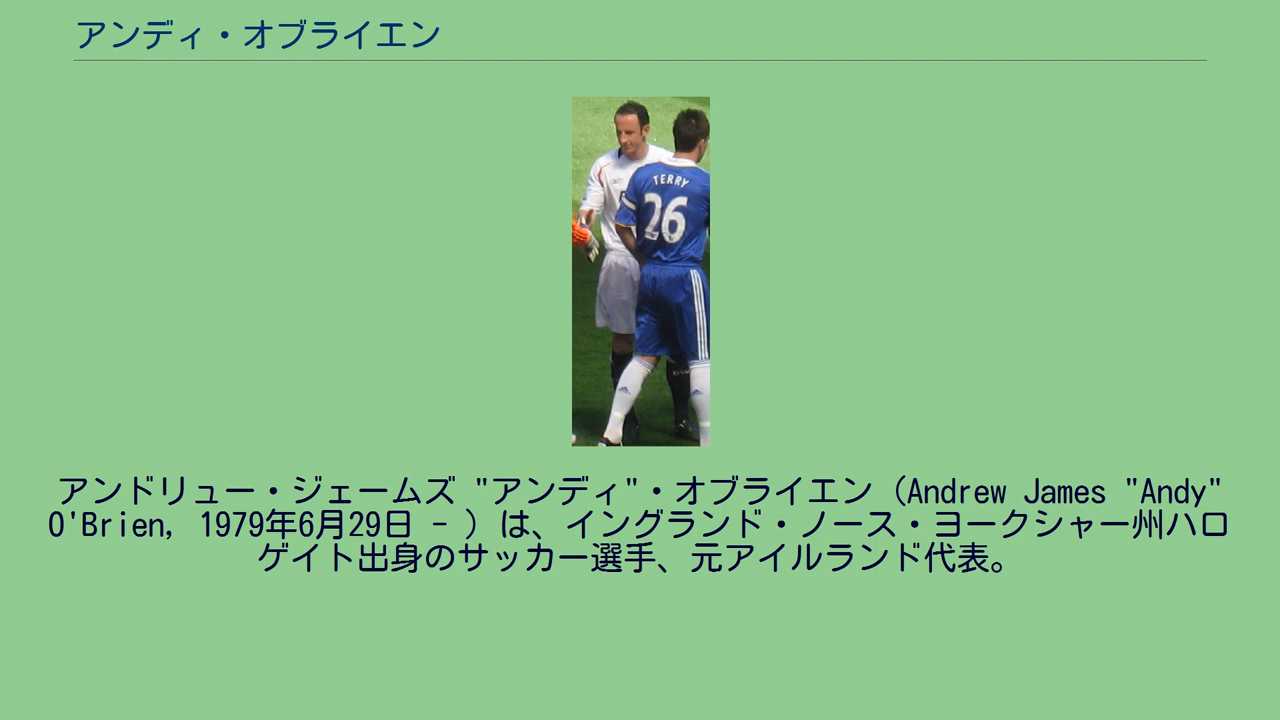 アンディ・オブライエン
TERRY
26
アンドリュー・ジェームズ "アンディ"・オブライエン（Andrew James "Andy"
O'Brien, 1979年6月29日 - ）は、イングランド・ノース・ヨークシャー州ハロ
ゲイト出身のサッカー選手、元アイルランド代表。